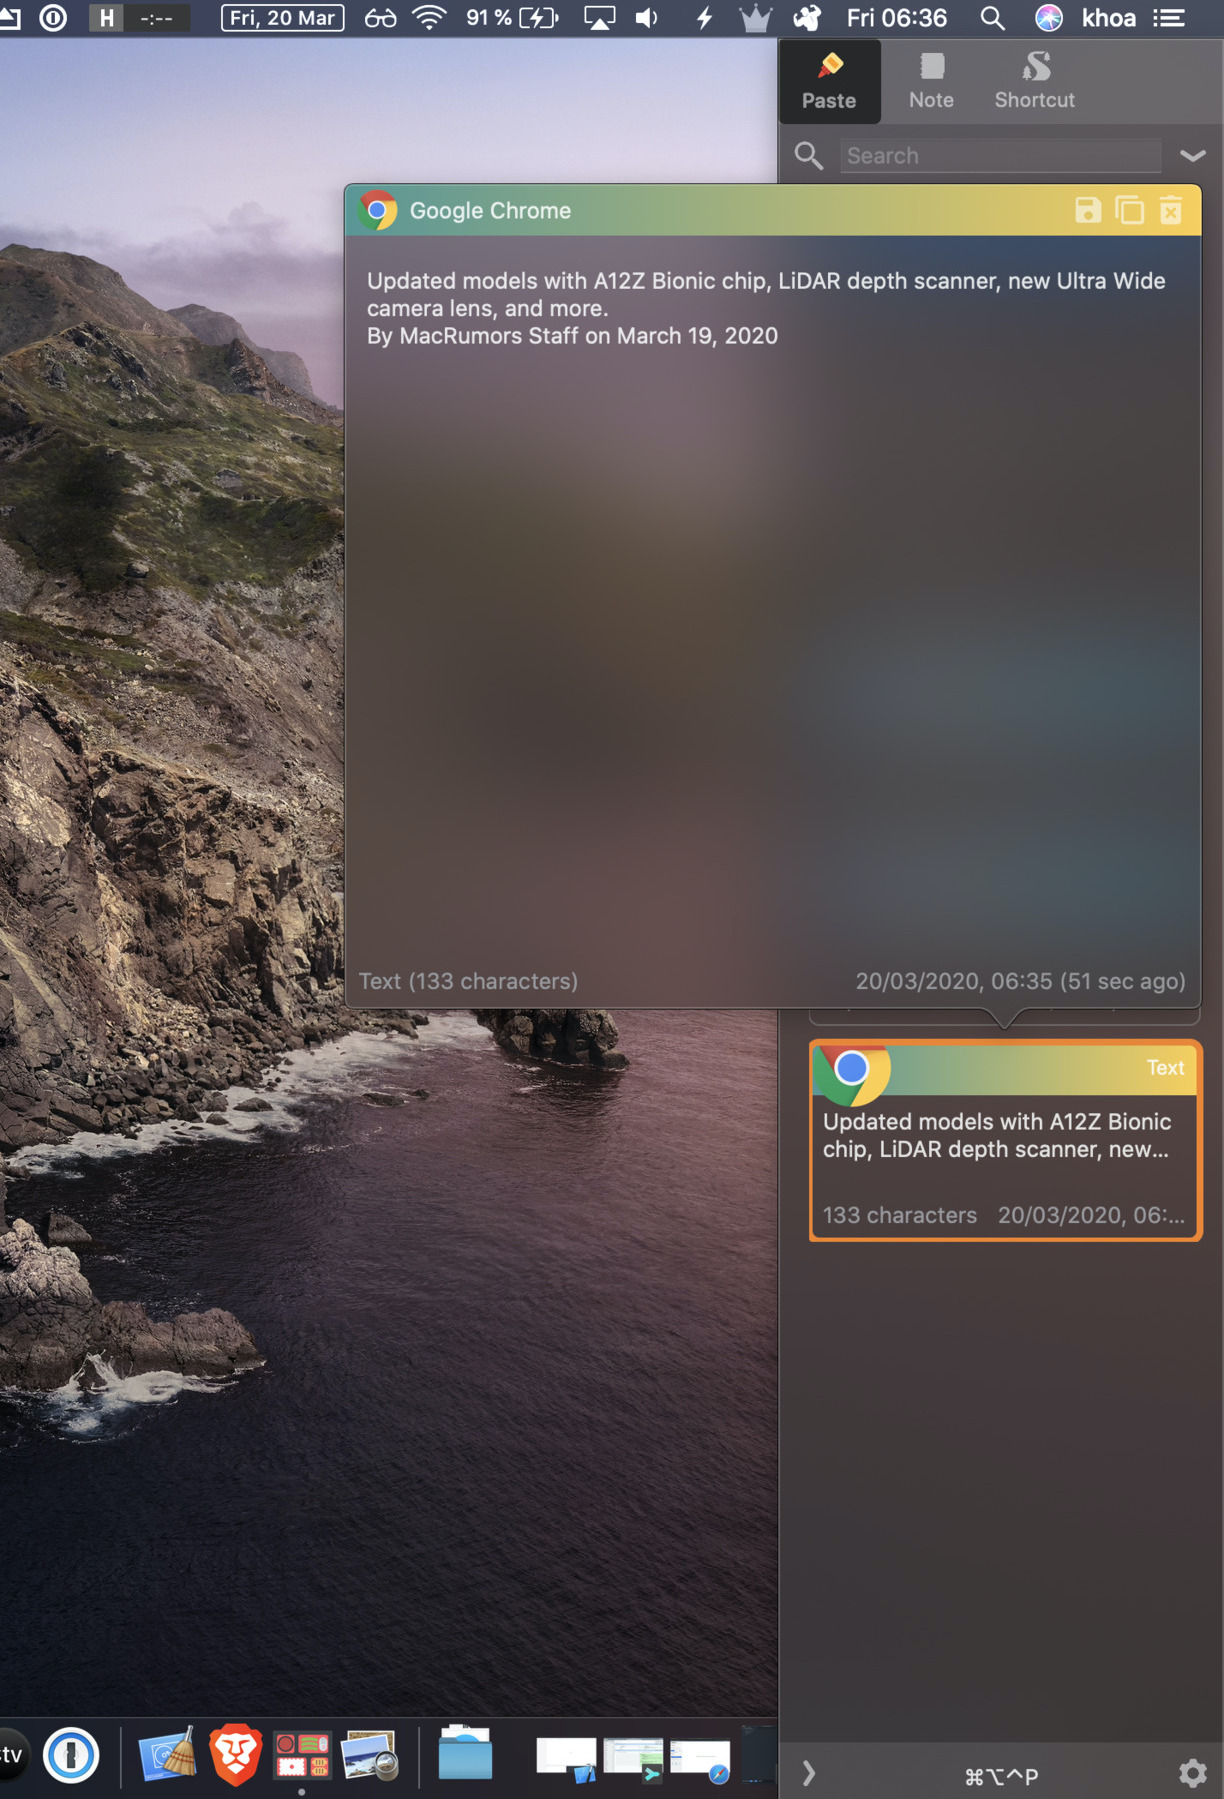 H -:-- Fri, 20 Mar 91 % Fri 06:36 khoa
Paste Note Shortcut
Search
Google Chrome
Updated models with A12Z Bionic chip, LiDAR depth scanner, new Ultra Wide
camera lens, and more.
By MacRumors Staff on March 19, 2020
Text (133 characters) 20/03/2020, 06:35 (51 sec ago)
Text
Updated models with A12Z Bionic
chip, LiDAR depth scanner, new...
133 characters 20/03/2020, 06:...
tv
⌘⌥^P